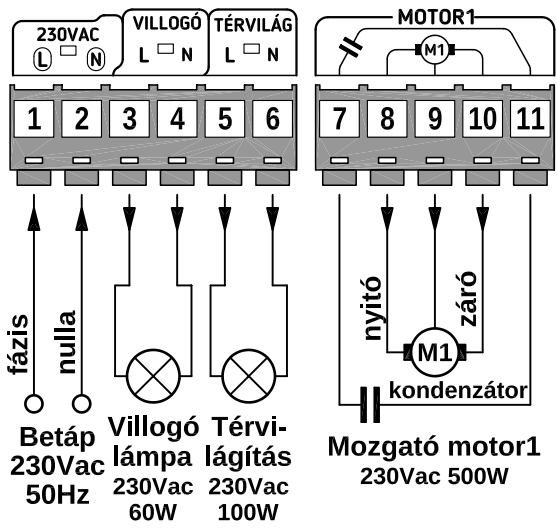 230VAC
L N
VILLOGÓ
L N
TÉRVILÁG
L N
MOTOR1
M1
1 2 3 4 5 6 7 8 9 10 11
fázis
nulla
nyitó
záró
M1
kondenzátor
Betáp
230Vac
50Hz
Villogó
lámpa
230Vac
60W
Térvi-
lágítás
230Vac
100W
Mozgató motor1
230Vac 500W